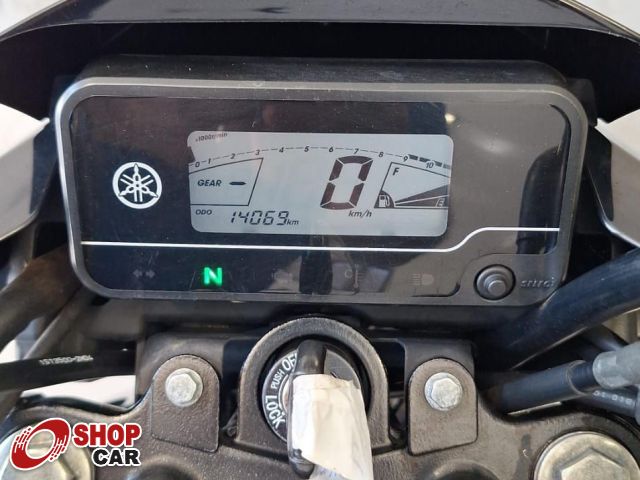 x1000r/min
0 1 2 3 4 5 6 7 8 9 10
GEAR -
0
F
E
km/h
ODO 14069 km
N
PUSH OFF
LOCK
SHOP
CAR